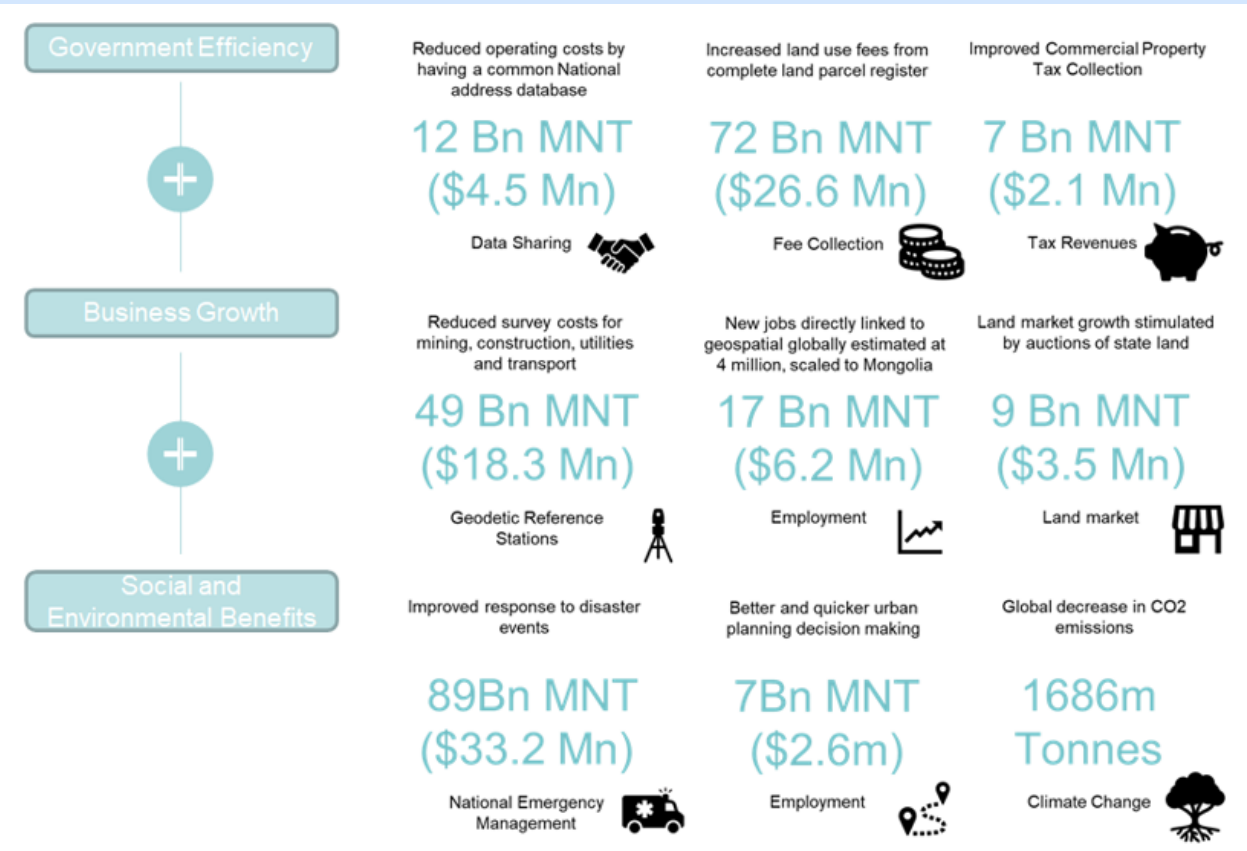 Government Efficiency
Reduced operating costs by
having a common National
address database
12 Bn MNT
($4.5 Mn)
Data Sharing
Increased land use fees from
complete land parcel register
72 Bn MNT
($26.6 Mn)
Fee Collection
Improved Commercial Property
Tax Collection
7 Bn MNT
($2.1 Mn)
Tax Revenues
Business Growth
Reduced survey costs for
mining, construction, utilities
and transport
49 Bn MNT
($18.3 Mn)
Geodetic Reference
Stations
New jobs directly linked to
geospatial globally estimated at
4 million, scaled to Mongolia
17 Bn MNT
($6.2 Mn)
Employment
Land market growth stimulated
by auctions of state land
9 Bn MNT
($3.5 Mn)
Land market
Social and
Environmental Benefits
Improved response to disaster
events
89Bn MNT
($33.2 Mn)
National Emergency
Management
Better and quicker urban
planning decision making
7Bn MNT
($2.6m)
Employment
Global decrease in CO2
emissions
1686m
Tonnes
Climate Change